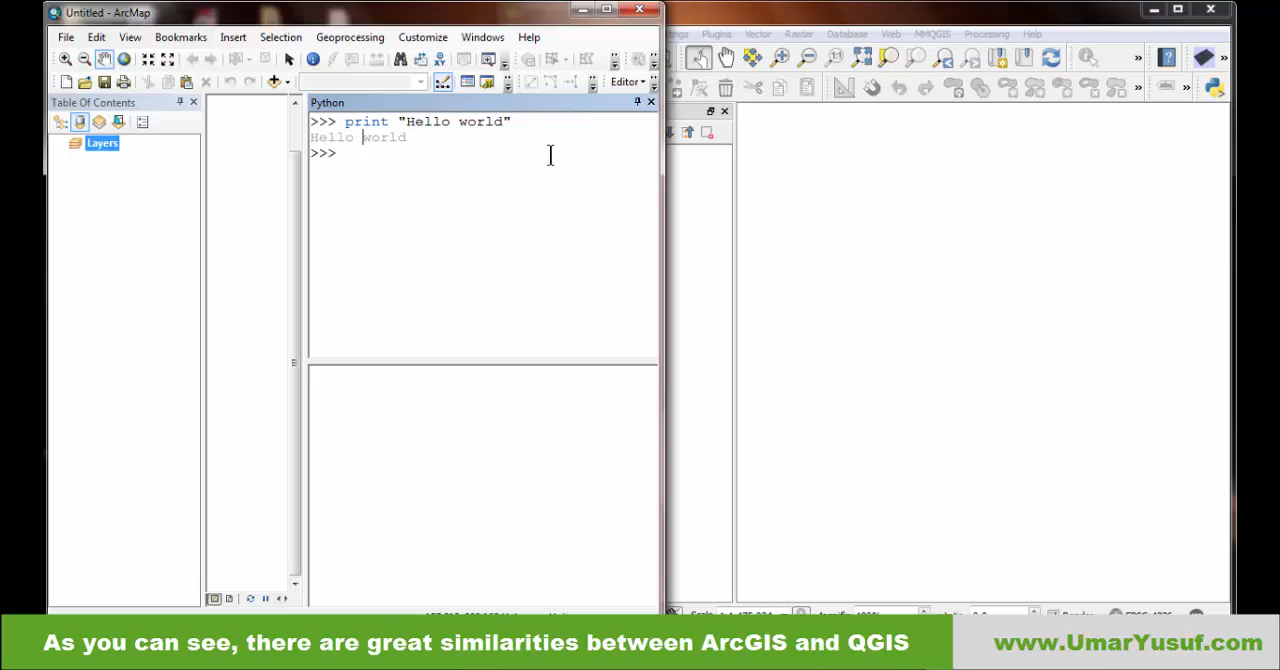 Untitled - ArcMap
File Edit View Bookmarks Insert Selection Geoprocessing Customize Windows Help
Plugins Vector Raster Database Web MMQGIS Processing Help
Editor
Table Of Contents
Python
Layers
>>> print "Hello world"
Hello world
>>>
As you can see, there are great similarities between ArcGIS and QGIS
www.UmarYusuf.com